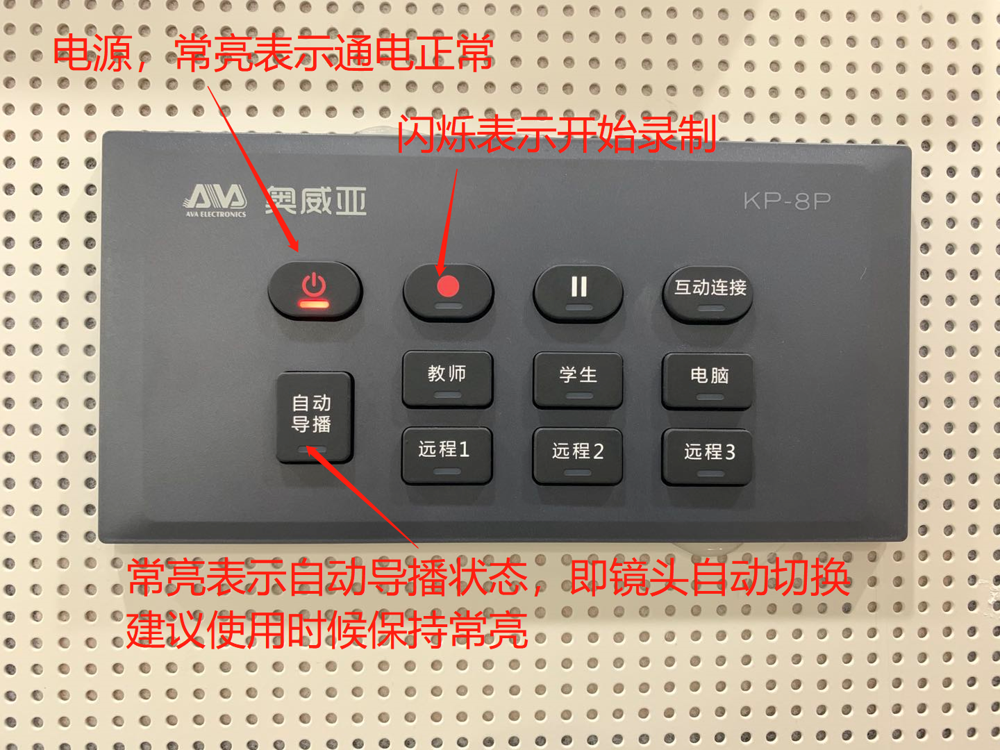 电源，常亮表示通电正常
闪烁表示开始录制
AVA 奥威亚
AVA ELECTRONICS
KP-8P
互动连接
自动
导播
教师
学生
电脑
远程1
远程2
远程3
常亮表示自动导播状态，即镜头自动切换
建议使用时候保持常亮